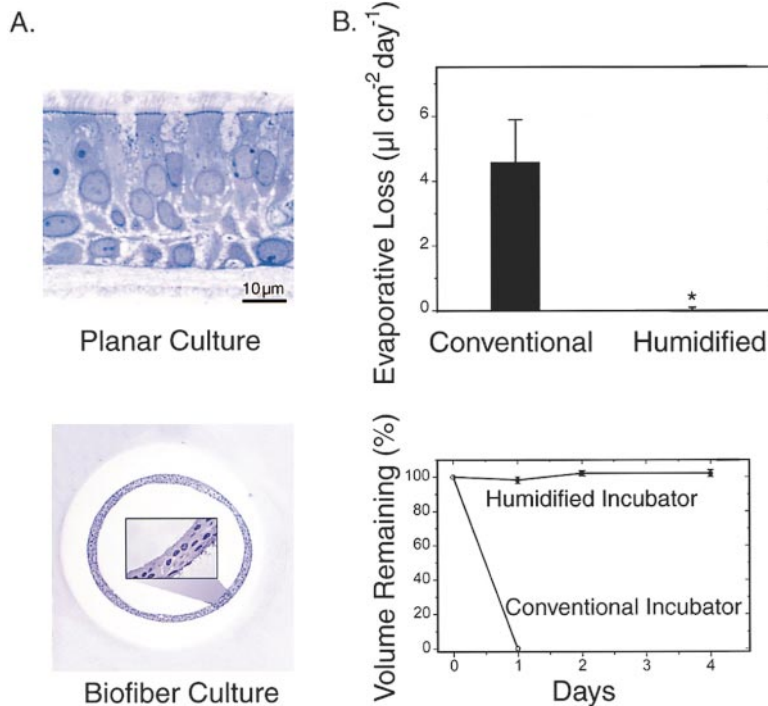 A.
10µm
Planar Culture
Biofiber Culture
B.
Evaporative Loss (µl cm⁻² day⁻¹)
6
4
2
0
*
Conventional
Humidified
Volume Remaining (%)
100
80
60
40
20
0
Humidified Incubator
Conventional Incubator
0 1 2 3 4
Days